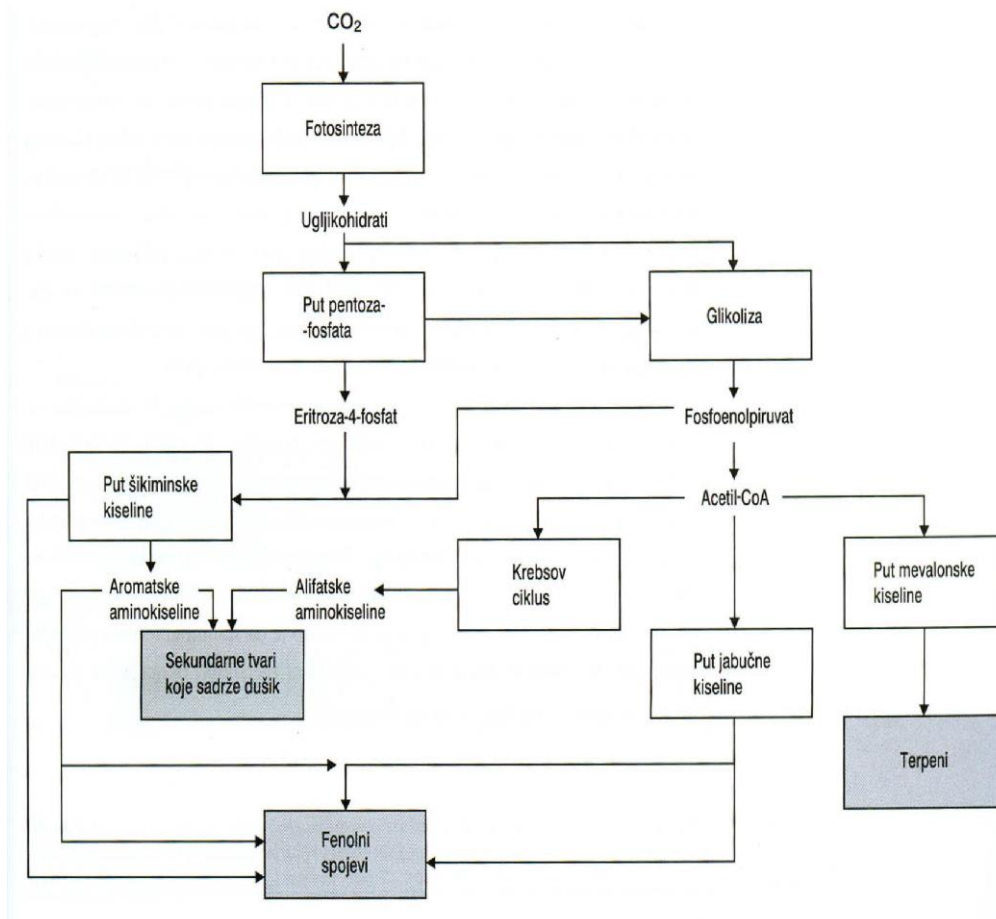 CO₂
Fotosinteza
Ugljikohidrati
Put pentoza-
-fosfata
Glikoliza
Eritroza-4-fosfat
Fosfoenolpiruvat
Put šikiminske
kiseline
Acetil-CoA
Aromatske
aminokiseline
Alifatske
aminokiseline
Krebsov
ciklus
Put mevalonske
kiseline
Sekundarne tvari
koje sadrže dušik
Put jabučne
kiseline
Terpeni
Fenolni
spojevi